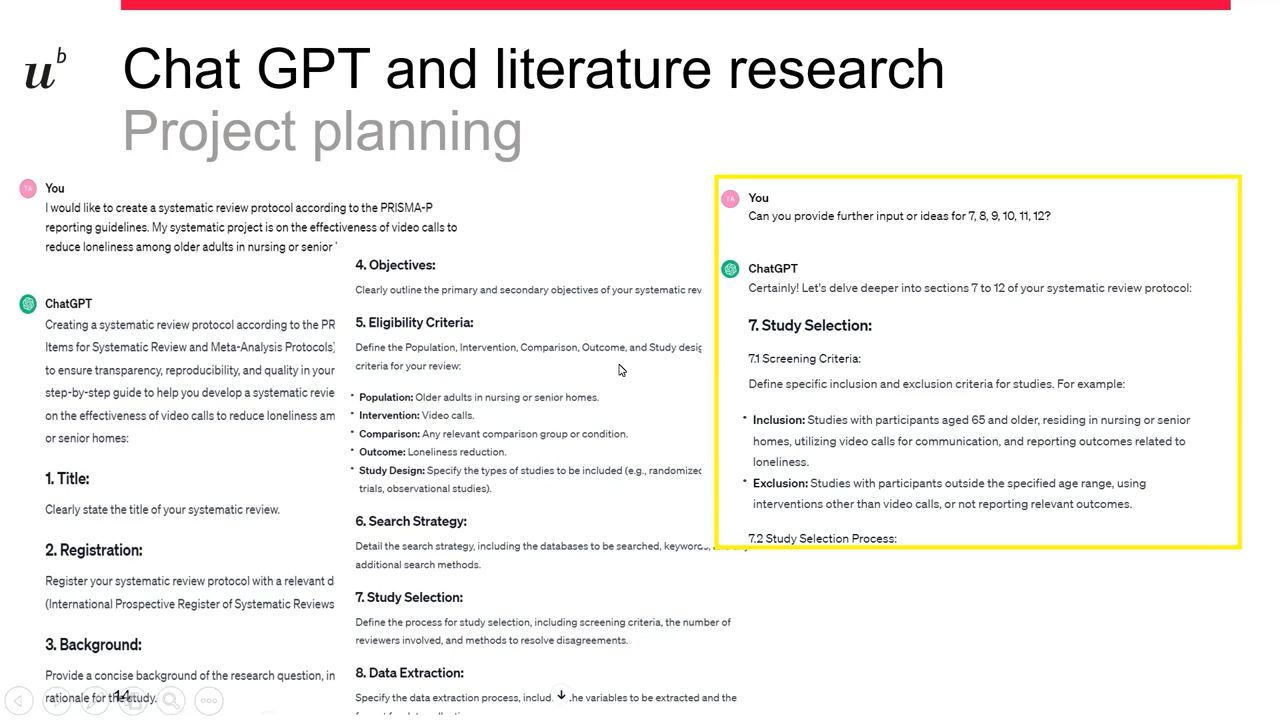 u b
Chat GPT and literature research
Project planning
TA You
I would like to create a systematic review protocol according to the PRISMA-P
reporting guidelines. My systematic project is on the effectiveness of video calls to
reduce loneliness among older adults in nursing or senior
ChatGPT
Creating a systematic review protocol according to the PR
Items for Systematic Review and Meta-Analysis Protocols)
to ensure transparency, reproducibility, and quality in your
step-by-step guide to help you develop a systematic revie
on the effectiveness of video calls to reduce loneliness am
or senior homes:
1. Title:
Clearly state the title of your systematic review.
2. Registration:
Register your systematic review protocol with a relevant d
(International Prospective Register of Systematic Reviews
3. Background:
Provide a concise background of the research question, in
rationale for the study.
14
4. Objectives:
Clearly outline the primary and secondary objectives of your systematic rev
5. Eligibility Criteria:
Define the Population, Intervention, Comparison, Outcome, and Study desig
criteria for your review:
• Population: Older adults in nursing or senior homes.
• Intervention: Video calls.
• Comparison: Any relevant comparison group or condition.
• Outcome: Loneliness reduction.
• Study Design: Specify the types of studies to be included (e.g., randomized
trials, observational studies).
6. Search Strategy:
Detail the search strategy, including the databases to be searched, keywords,
additional search methods.
7. Study Selection:
Define the process for study selection, including screening criteria, the number of
reviewers involved, and methods to resolve disagreements.
8. Data Extraction:
Specify the data extraction process, includ he variables to be extracted and the
TA You
Can you provide further input or ideas for 7, 8, 9, 10, 11, 12?
ChatGPT
Certainly! Let's delve deeper into sections 7 to 12 of your systematic review protocol:
7. Study Selection:
7.1 Screening Criteria:
Define specific inclusion and exclusion criteria for studies. For example:
• Inclusion: Studies with participants aged 65 and older, residing in nursing or senior
homes, utilizing video calls for communication, and reporting outcomes related to
loneliness.
• Exclusion: Studies with participants outside the specified age range, using
interventions other than video calls, or not reporting relevant outcomes.
7.2 Study Selection Process: